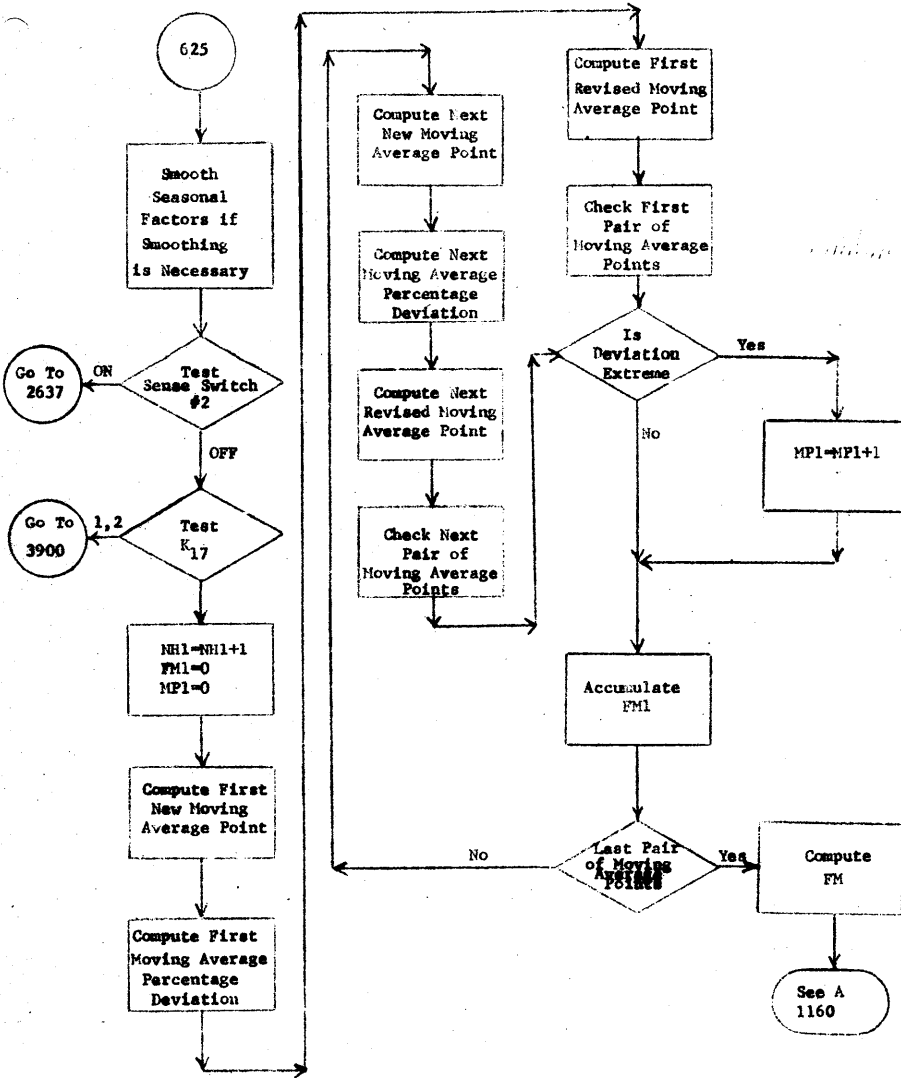 625
Smooth
Seasonal
Factors if
Smoothing
is Necessary
Test
Sense Switch
#2
ON
Go To
2637
OFF
Test
K17
1,2
Go To
3900
NH1=NH1+1
FM1=0
MP1=0
Compute First
New Moving
Average Point
Compute First
Moving Average
Percentage
Deviation
Compute Next
New Moving
Average Point
Compute Next
Moving Average
Percentage
Deviation
Compute Next
Revised Moving
Average Point
Check Next
Pair of
Moving Average
Points
Compute First
Revised Moving
Average Point
Check First
Pair of
Moving Average
Points
Is
Deviation
Extreme
Yes
No
MP1=MP1+1
Accumulate
FM1
Last Pair
of Moving
Average
Points
No
Yes
Compute
FM
See A
1160